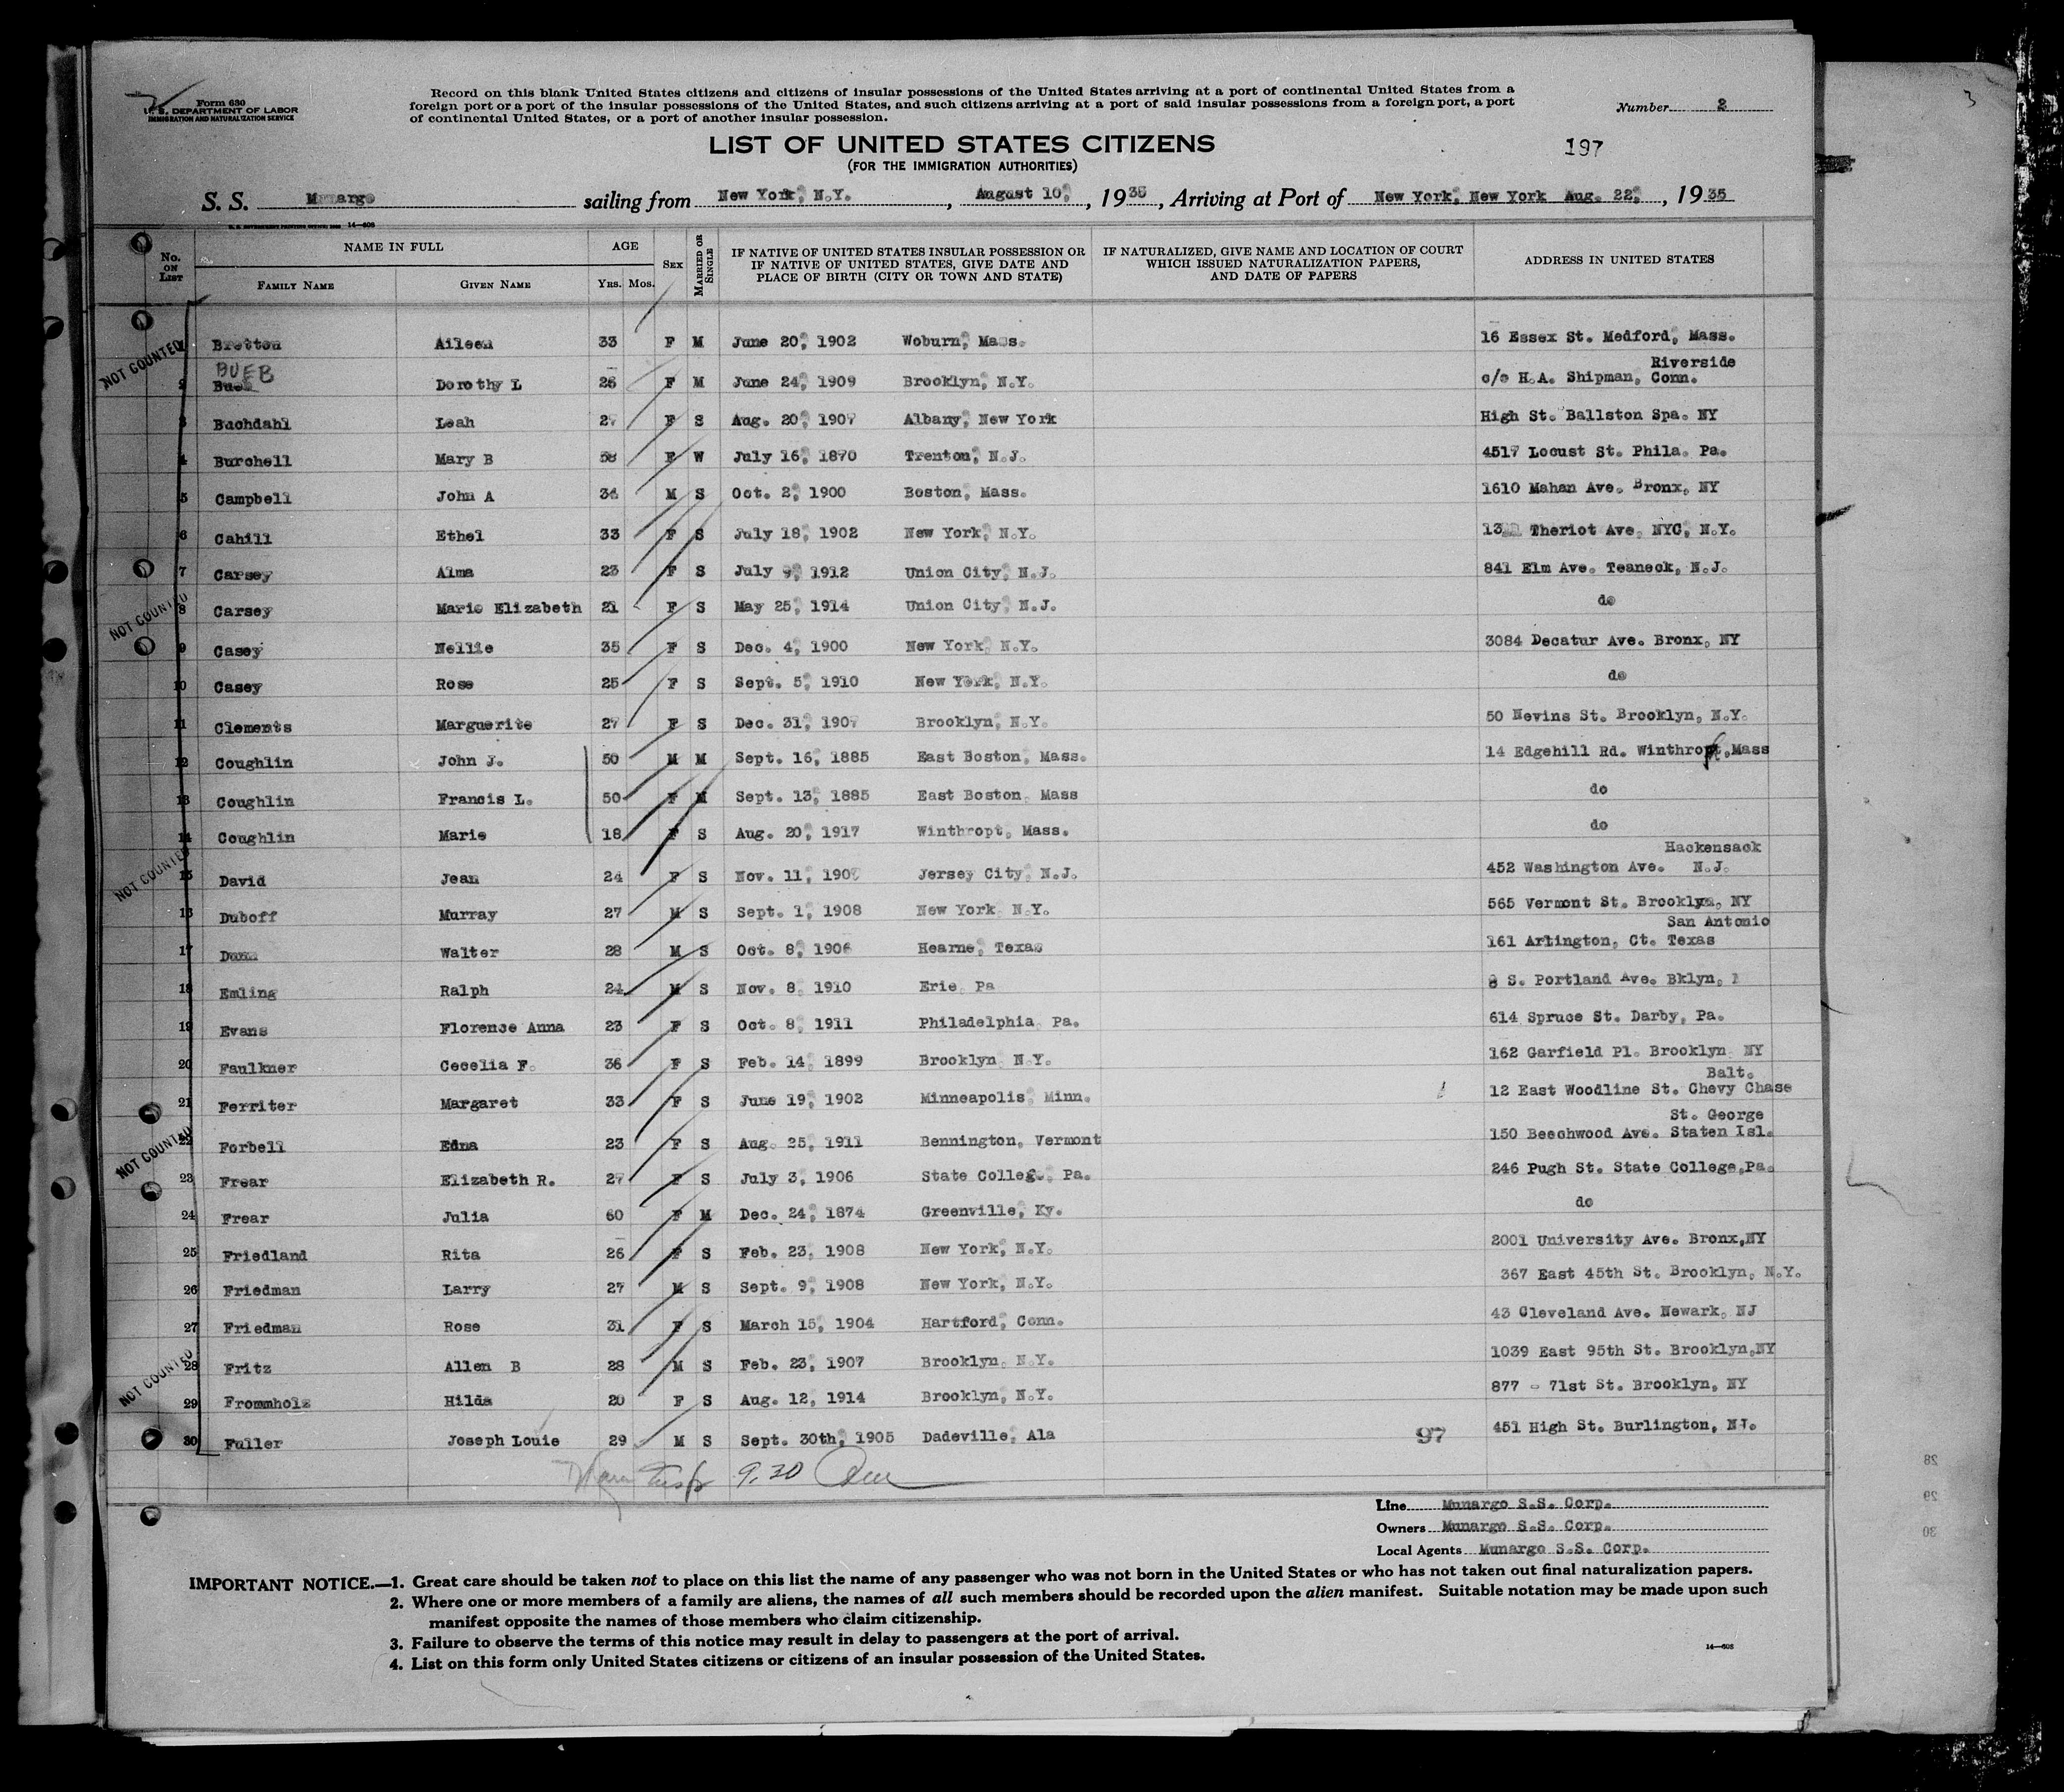 Form 630
U. S. DEPARTMENT OF LABOR
IMMIGRATION AND NATURALIZATION SERVICE
Record on this blank United States citizens and citizens of insular possessions of the United States arriving at a port of continental United States from a
foreign port or a port of the insular possessions of the United States, and such citizens arriving at a port of said insular possessions from a foreign port, a port
of continental United States, or a port of another insular possession.
Number 2
3
LIST OF UNITED STATES CITIZENS
(FOR THE IMMIGRATION AUTHORITIES)
197
S. S. Munargo sailing from New York, N.Y. , August 10, , 1935 , Arriving at Port of New York, New York Aug. 22, , 1935
14—608
No. ON LIST NAME IN FULL AGE SEX MARRIED OR SINGLE IF NATIVE OF UNITED STATES INSULAR POSSESSION OR IF NATIVE OF UNITED STATES, GIVE DATE AND PLACE OF BIRTH (CITY OR TOWN AND STATE) IF NATURALIZED, GIVE NAME AND LOCATION OF COURT WHICH ISSUED NATURALIZATION PAPERS, AND DATE OF PAPERS ADDRESS IN UNITED STATES
FAMILY NAME GIVEN NAME YRS. MOS.
NOT COUNTED
1 Bretton Aileen 33 F M June 20, 1902 Woburn, Mass. 16 Essex St. Medford, Mass.
BUEB Riverside
2 Dorothy L 26 F M June 24, 1909 Brooklyn, N.Y. c/o H.A. Shipman, Conn.
3 Buchdahl Leah 27 F S Aug. 20, 1907 Albany, New York High St. Ballston Spa. NY
4 Burchell Mary B F W July 16, 1870 Trenton, N.J. 4517 Locust St. Phila. Pa.
5 Campbell John A 34 M S Oct. 2, 1900 Boston, Mass. 1610 Mahan Ave. Bronx, NY
6 Cahill Ethel 33 F S July 18, 1902 New York, N.Y. Theriot Ave. NYC, N.Y.
7 Carsey Alma 23 F S July 9, 1912 Union City, N.J. 841 Elm Ave. Teaneck, N.J.
NOT COUNTED
8 Carsey Marie Elizabeth 21 F S May 25, 1914 Union City, N.J. do
9 Casey Nellie 35 F S Dec. 4, 1900 New York, N.Y. 3084 Decatur Ave. Bronx, NY
10 Casey Rose 25 F S Sept. 5, 1910 New York, N.Y. do
11 Clements Marguerite 27 F S Dec. 31, 1907 Brooklyn, N.Y. 50 Nevins St. Brooklyn, N.Y.
12 Coughlin John J. 50 M M Sept. 16, 1885 East Boston, Mass. 14 Edgehill Rd. Winthrop, Mass
13 Coughlin Francis L. 50 F M Sept. 13, 1885 East Boston, Mass do
14 Coughlin Marie 18 F S Aug. 20, 1917 Winthropt, Mass. do
NOT COUNTED
Hackensack
15 David Jean 24 F S Nov. 11, Jersey City, N.J. 452 Washington Ave. N.J.
16 Duboff Murray 27 M S Sept. 1, 1908 New York N.Y. 565 Vermont St. Brooklyn, NY
San Antonio
17 Walter 28 M S Oct. 8, 1906 Hearne, Texas 161 Arlington, Ct. Texas
18 Emling Ralph 24 M S Nov. 8, 1910 Erie, Pa 8 S. Portland Ave. Bklyn,
19 Evans Florence Anna 23 F S Oct. 8, 1911 Philadelphia, Pa. 614 Spruce St. Darby, Pa.
20 Faulkner Cecelia F. 36 F S Feb. 14, 1899 Brooklyn N.Y. 162 Garfield Pl. Brooklyn, NY
Balt.
21 Ferriter Margaret 33 F S June 19, 1902 Minneapolis, Minn. 12 East Woodline St. Chevy Chase
NOT COUNTED
St. George
22 Forbell Edna 23 F S Aug. 25, 1911 Bennington, Vermont 150 Beechwood Ave. Staten Isl.
23 Frear Elizabeth R. 27 F S July 3, 1906 State College, Pa. 246 Pugh St. State College, Pa.
24 Frear Julia 60 F M Dec. 24, 1874 Greenville, Ky. do
25 Friedland Rita 26 F S Feb. 23, 1908 New York, N.Y. 2001 University Ave. Bronx, NY
26 Friedman Larry 27 M S Sept. 9, 1908 New York, N.Y. 367 East 45th St. Brooklyn, N.Y.
27 Friedman Rose 31 F S March 15, 1904 Hartford, Conn. 43 Cleveland Ave. Newark, NJ
NOT COUNTED
28 Fritz Allen B 28 M S Feb. 23, 1907 Brooklyn, N.Y. 1039 East 95th St. Brooklyn, NY
29 Frommholz Hilda 20 F S Aug. 12, 1914 Brooklyn, N.Y. 877 - 71st St. Brooklyn, NY
30 Fuller Joseph Louie 29 M S Sept. 30th, 1905 Dadeville, Ala 97 451 High St. Burlington, NJ.
9.30
Line Munargo S.S. Corp.
Owners Munargo S.S. Corp.
Local Agents Munargo S.S. Corp.
28
29
30
IMPORTANT NOTICE.—1. Great care should be taken not to place on this list the name of any passenger who was not born in the United States or who has not taken out final naturalization papers.
2. Where one or more members of a family are aliens, the names of all such members should be recorded upon the alien manifest. Suitable notation may be made upon such
manifest opposite the names of those members who claim citizenship.
3. Failure to observe the terms of this notice may result in delay to passengers at the port of arrival.
4. List on this form only United States citizens or citizens of an insular possession of the United States.
14—608